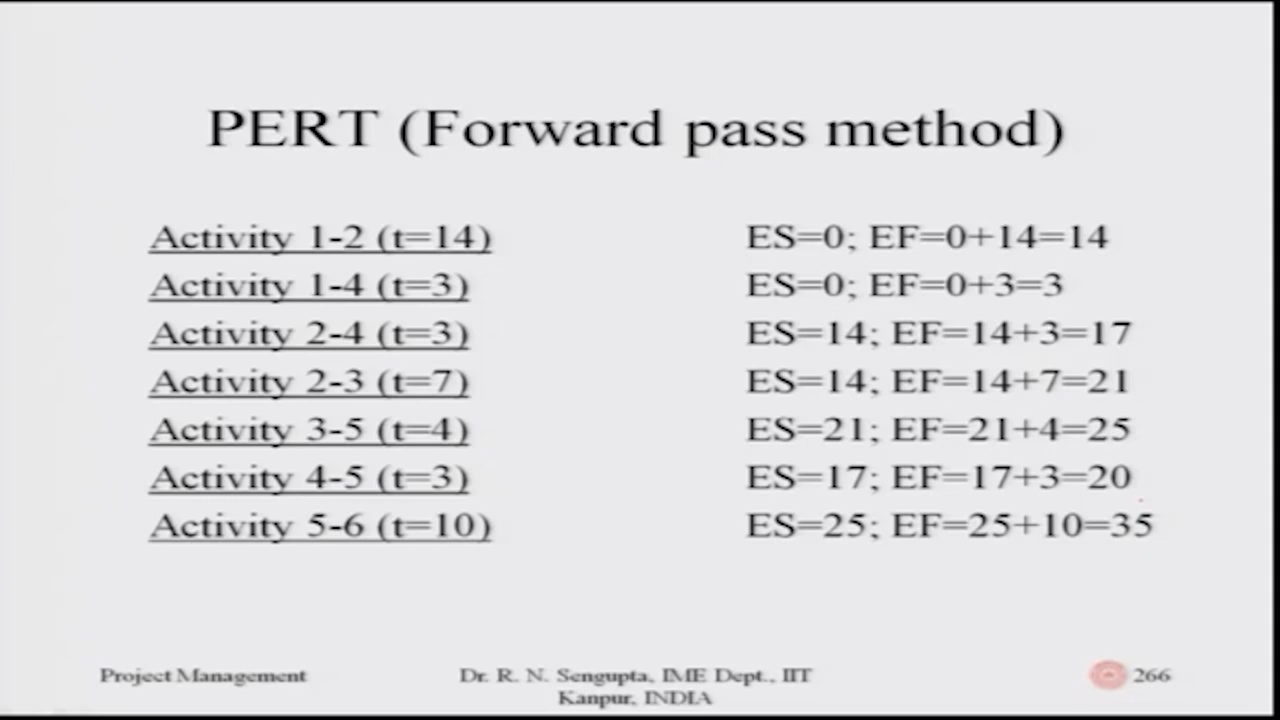 PERT (Forward pass method)
Activity 1-2 (t=14) ES=0; EF=0+14=14
Activity 1-4 (t=3) ES=0; EF=0+3=3
Activity 2-4 (t=3) ES=14; EF=14+3=17
Activity 2-3 (t=7) ES=14; EF=14+7=21
Activity 3-5 (t=4) ES=21; EF=21+4=25
Activity 4-5 (t=3) ES=17; EF=17+3=20
Activity 5-6 (t=10) ES=25; EF=25+10=35
Project Management Dr. R. N. Sengupta, IME Dept., IIT 266
Kanpur, INDIA